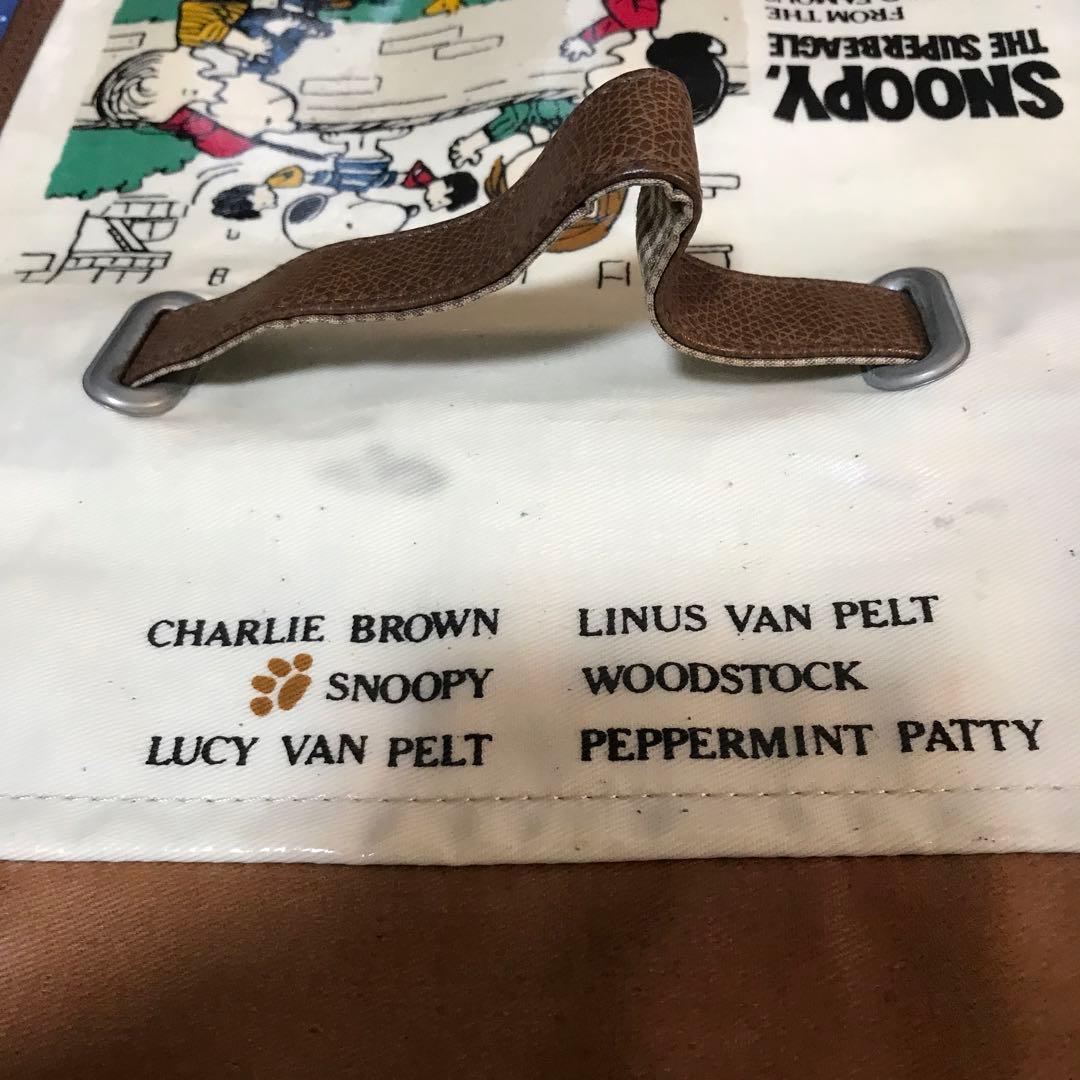 SNOOPY,
THE SUPERBEAGLE
FROM THE
CHARLIE BROWN
SNOOPY
LUCY VAN PELT
LINUS VAN PELT
WOODSTOCK
PEPPERMINT PATTY